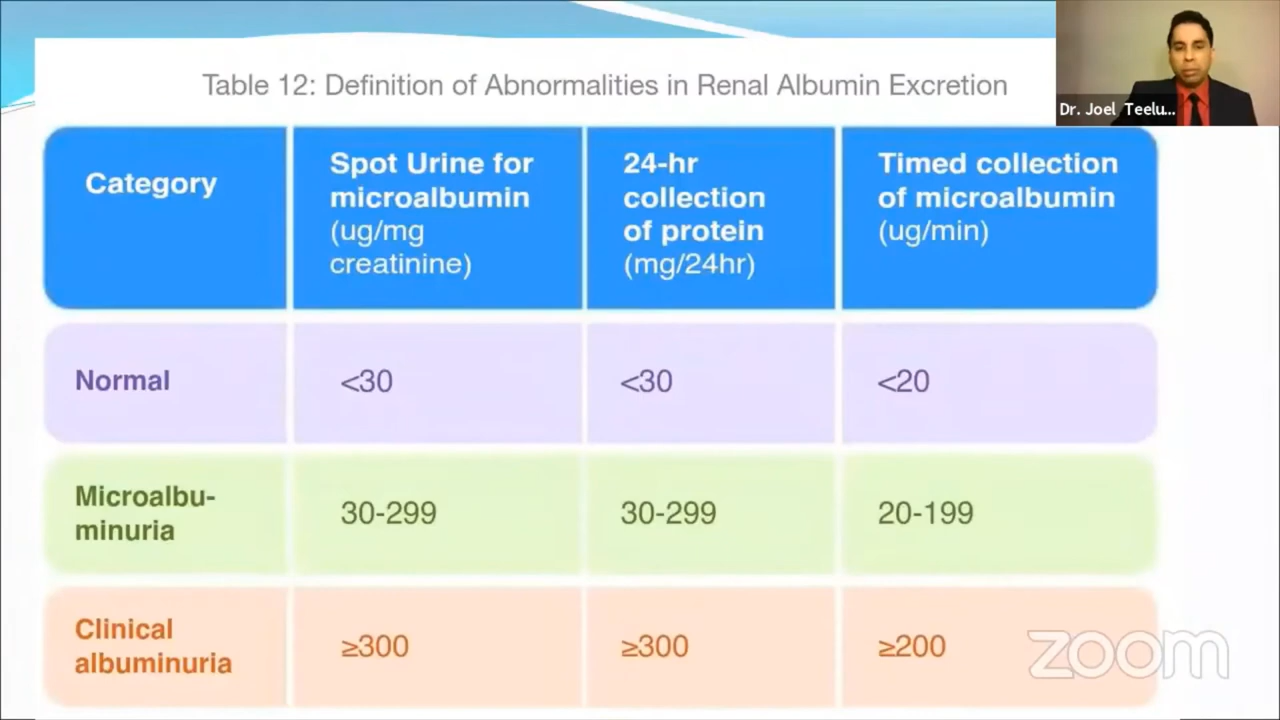 Table 12: Definition of Abnormalities in Renal Albumin Excretion
Dr. Joel Teelu...
Category
Spot Urine for
microalbumin
(ug/mg
creatinine)
24-hr
collection
of protein
(mg/24hr)
Timed collection
of microalbumin
(ug/min)
Normal
<30
<30
<20
Microalbu-
minuria
30-299
30-299
20-199
Clinical
albuminuria
≥300
≥300
≥200
zoom